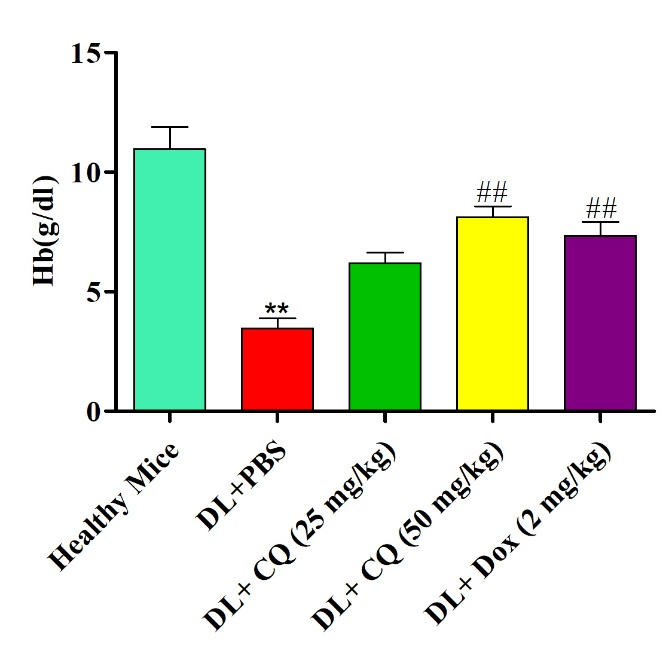 15
10
5
0
Hb(g/dl)
**
##
##
Healthy Mice
DL+PBS
DL+ CQ (25 mg/kg)
DL+ CQ (50 mg/kg)
DL+ Dox (2 mg/kg)